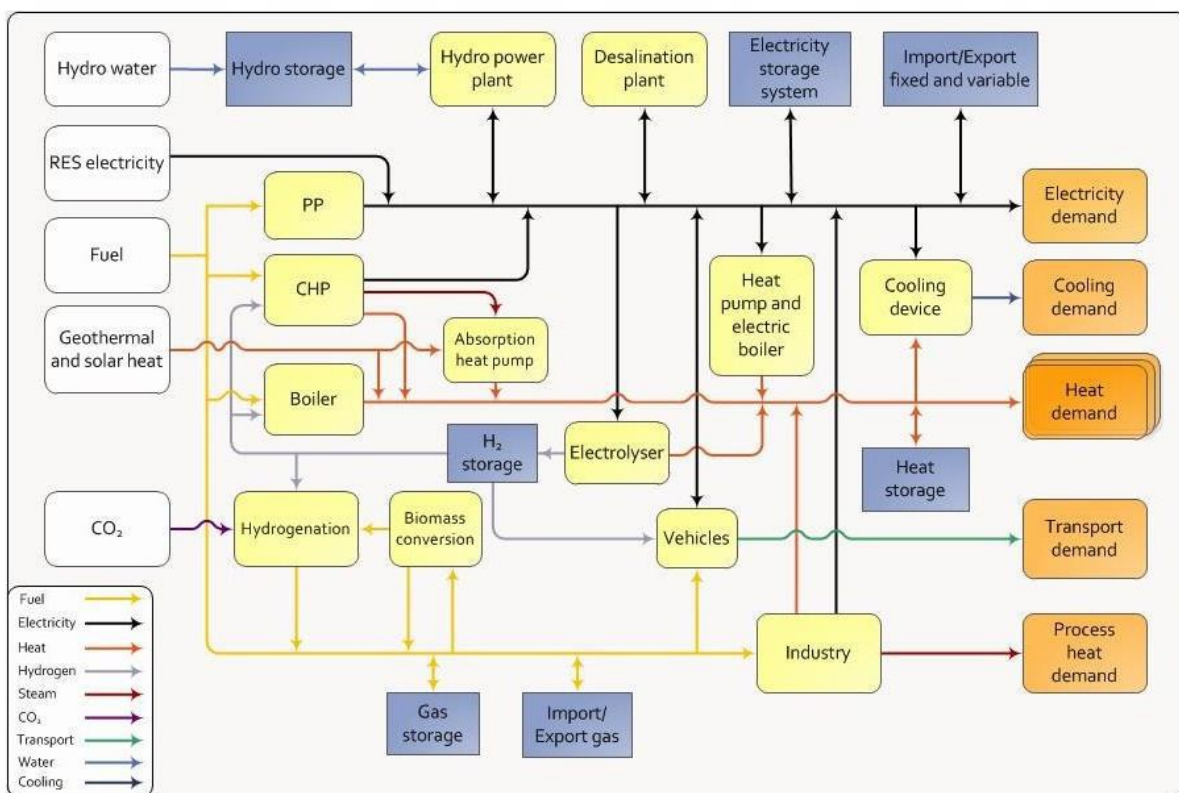 Hydro water
Hydro storage
Hydro power
plant
Desalination
plant
Electricity
storage
system
Import/Export
fixed and variable
RES electricity
PP
Electricity
demand
Fuel
CHP
Heat
pump and
electric
boiler
Cooling
device
Cooling
demand
Geothermal
and solar heat
Absorption
heat pump
Boiler
Heat
demand
H₂
storage
Electrolyser
Heat
storage
CO₂
Hydrogenation
Biomass
conversion
Vehicles
Transport
demand
Industry
Process
heat
demand
Gas
storage
Import/
Export gas
Fuel
Electricity
Heat
Hydrogen
Steam
CO₂
Transport
Water
Cooling